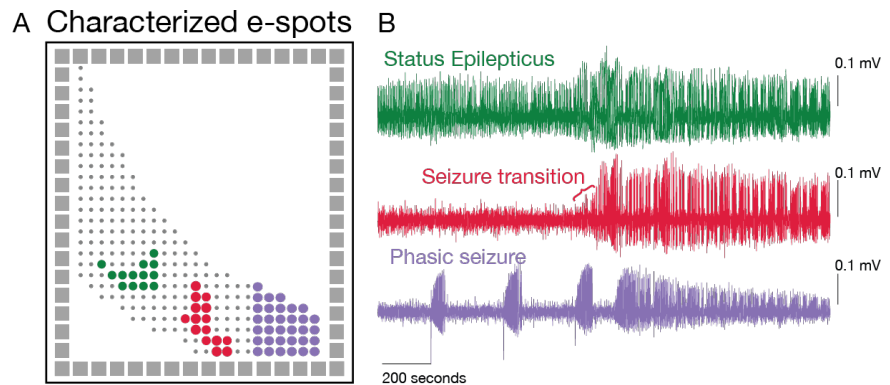 A Characterized e-spots
B
Status Epilepticus
0.1 mV
Seizure transition
0.1 mV
Phasic seizure
0.1 mV
200 seconds